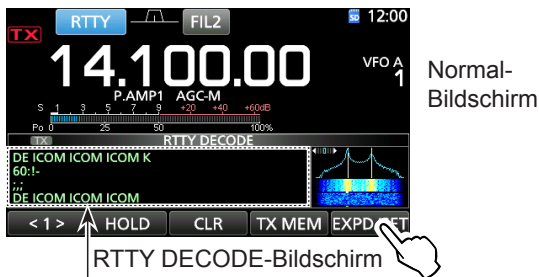 RTTY FIL2 12:00
TX
14.100.00
VFO A
1
P.AMP1 AGC-M
S 1 3 5 7 9 +20 +40 +60dB
Po 0 25 50 100%
TX RTTY DECODE
DE ICOM ICOM ICOM K
60:!-
;;
DE ICOM ICOM ICOM
< 1 > HOLD CLR TX MEM EXPD
RTTY DECODE-Bildschirm
Normal-
Bildschirm